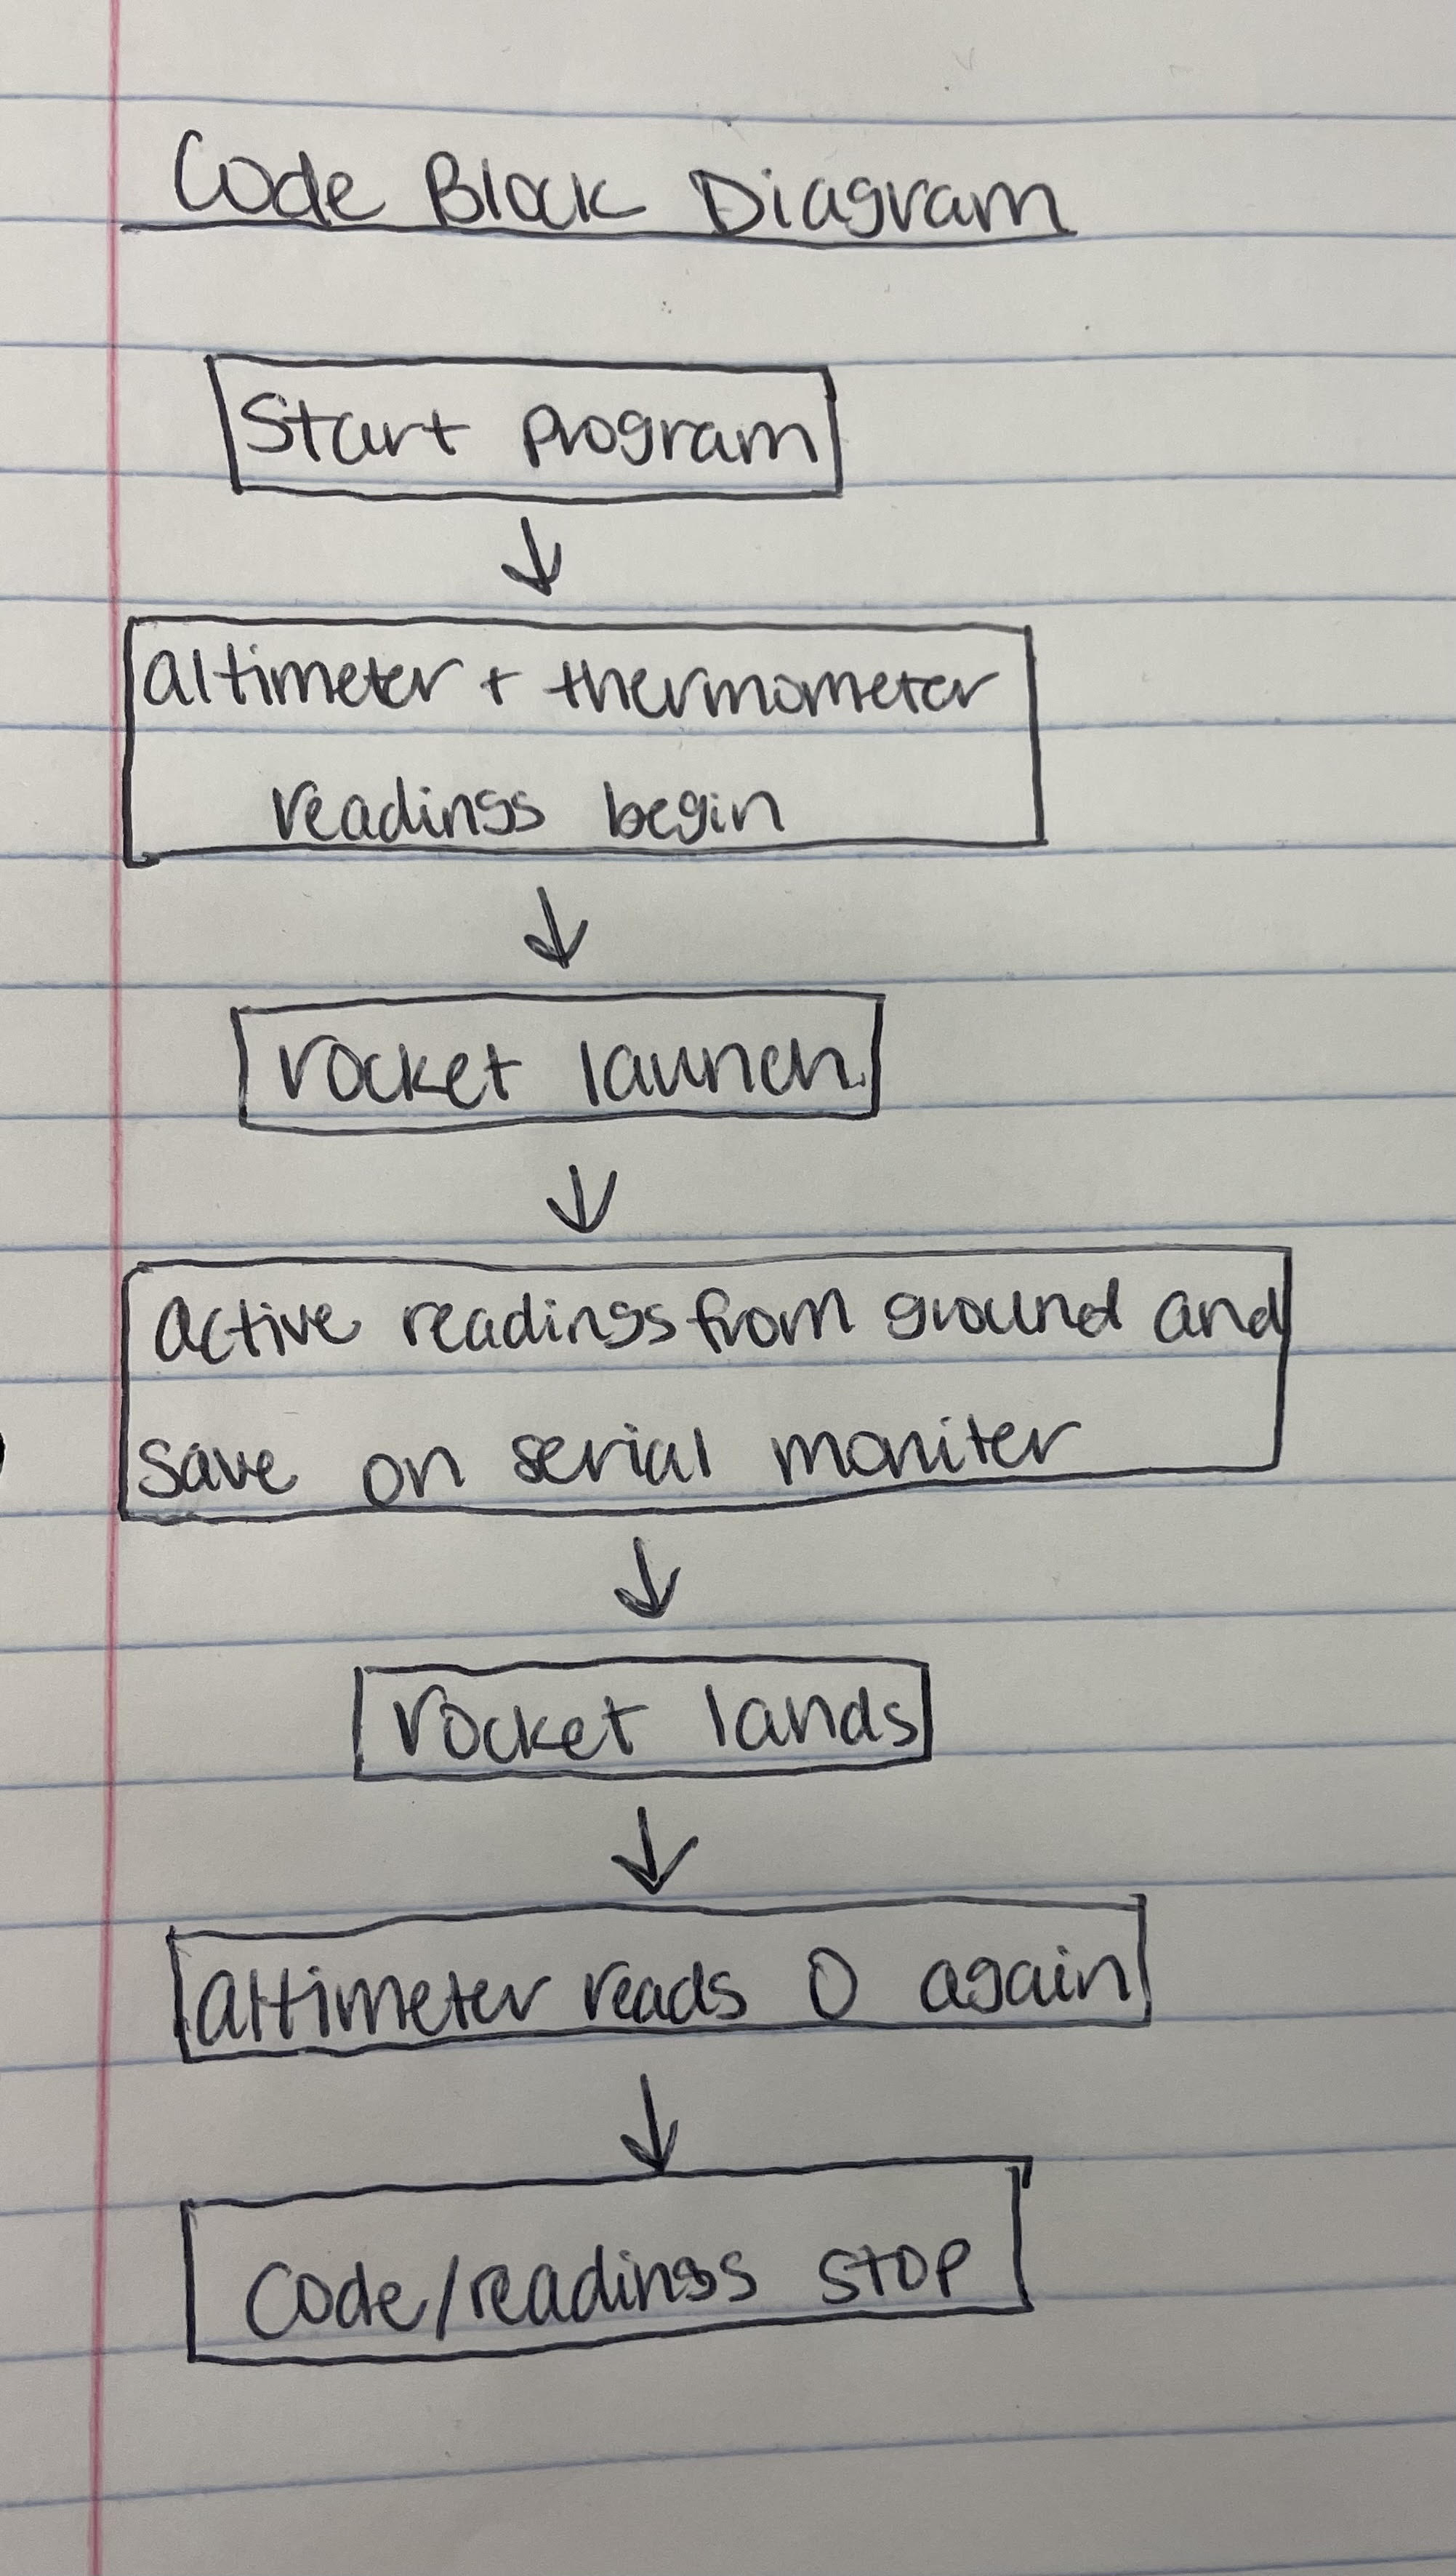 Code Block Diagram
Start program
altimeter + thermometer
readings begin
rocket launch
active readings from ground and
save on serial moniter
rocket lands
altimeter reads 0 again
Code/readings stop